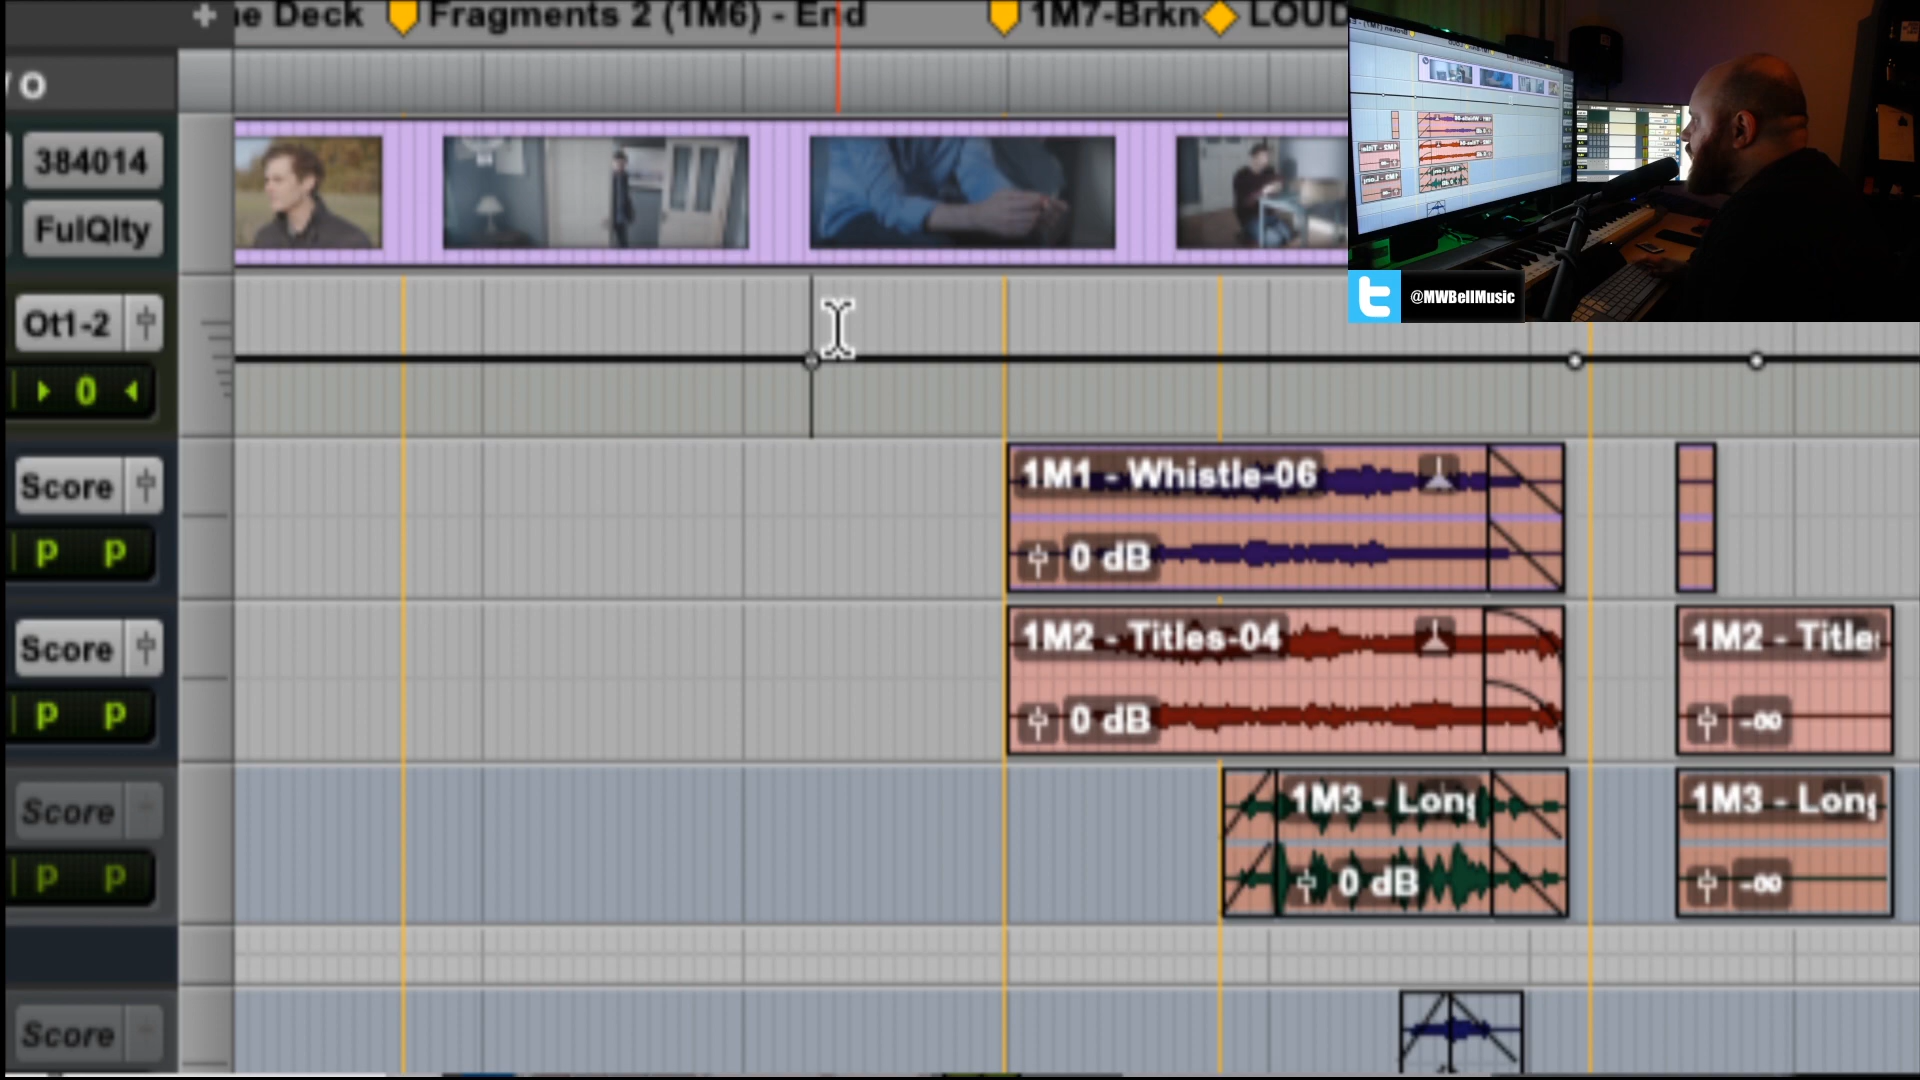 e Deck Fragments 2 (1M6) - End 1M7-Brkn LOUD
O
384014
FulQlty
@MWBellMusic
Ot1-2
0
Score 1M1 - Whistle-06
p p 0 dB
Score 1M2 - Titles-04 1M2 - Title
p p 0 dB -∞
Score 1M3 - Long 1M3 - Long
p p 0 dB -∞
Score